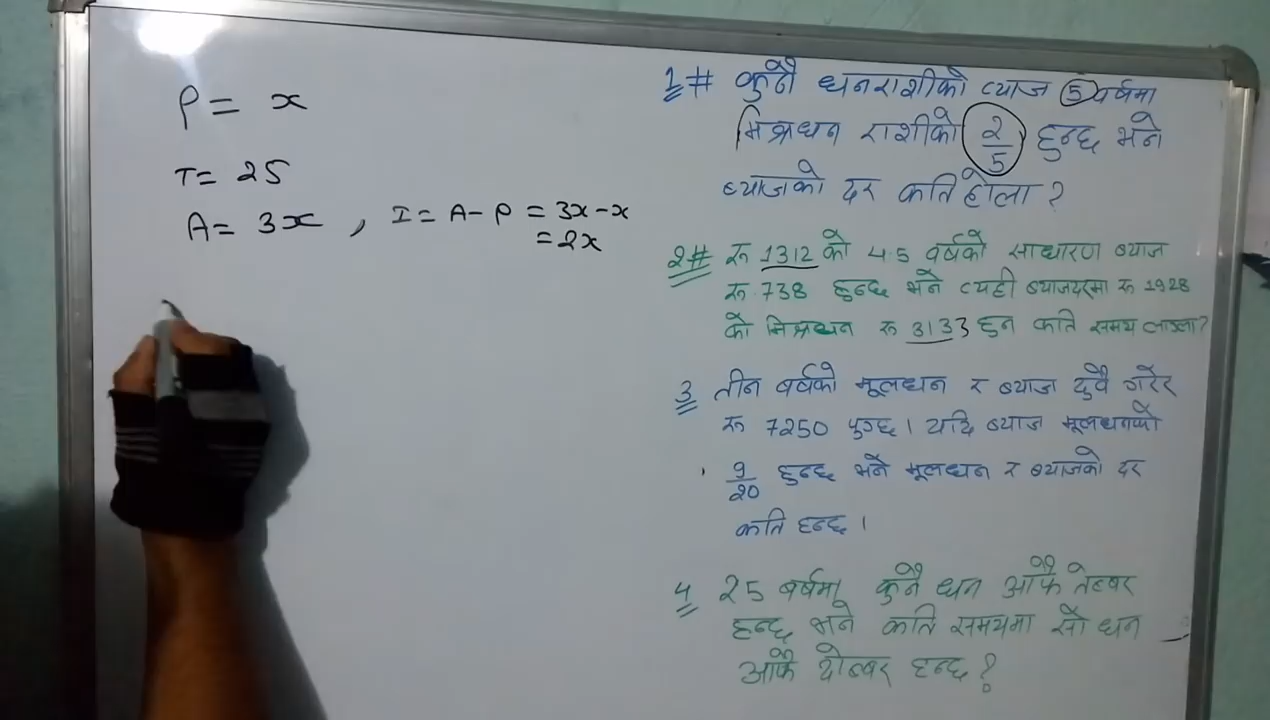 P = x
T = 25
A = 3x , I = A - P = 3x - x
= 2x
1# कुनै धनराशीको व्याज 5 वर्षमा
मिश्रधन राशीको 2/5 हुन्छ भने
ब्याजको दर कति होला ?
2# रू 1312 को 4.5 वर्षको साधारण ब्याज
रू 738 हुन्छ भने त्यही ब्याजदरमा रू 1928
को मिश्रधन रू 3133 हुन कति समय लाग्ला?
3 तीन बर्षको मूलधन र ब्याज दुवै गरेर
रू 7250 पुग्छ । यदि ब्याज मूलधनको
9/20 हुन्छ भने मूलधन र ब्याजको दर
कति हुन्छ ।
4 25 बर्षमा कुनै धन आफै तेब्बर
हुन्छ भने कति समयमा सो धन
आफै दोब्बर हुन्छ ?